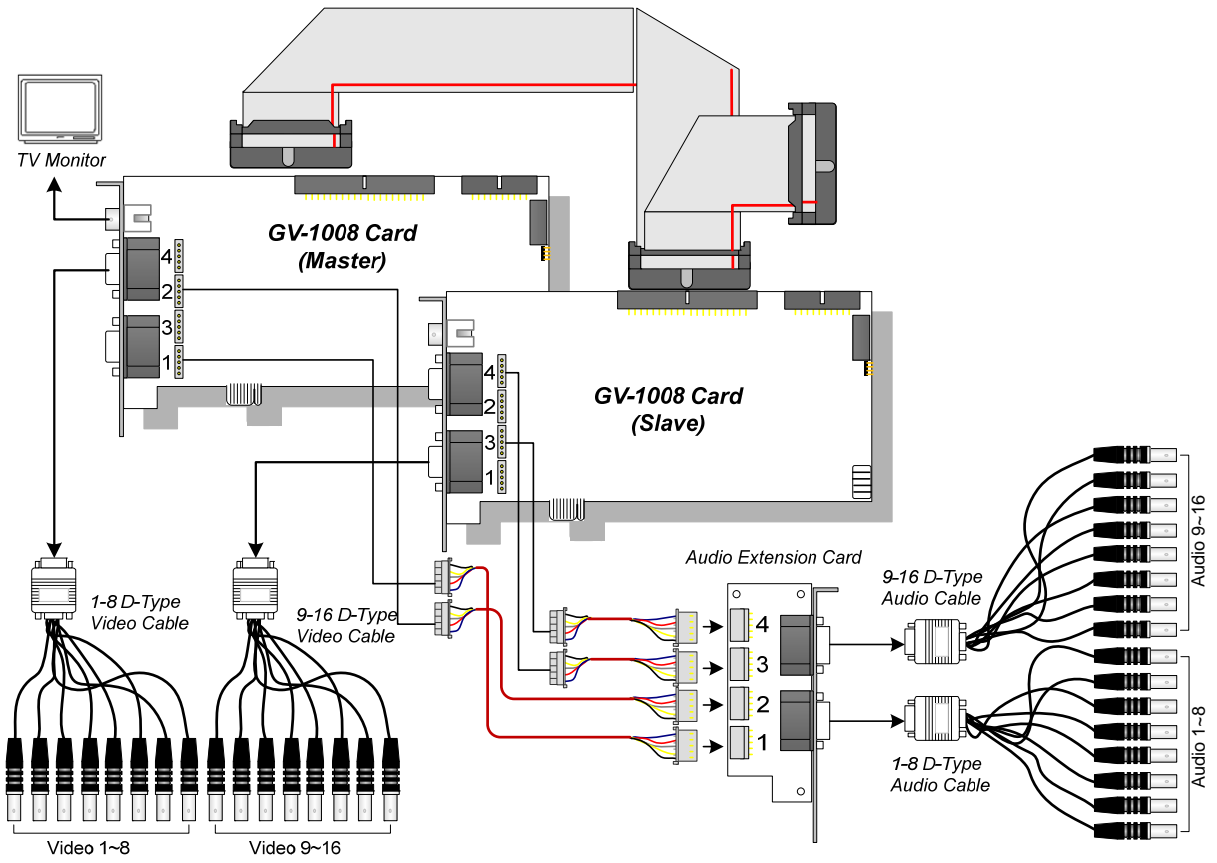 TV Monitor
GV-1008 Card
(Master)
4
2
3
1
GV-1008 Card
(Slave)
4
2
3
1
Audio Extension Card
4
3
2
1
1-8 D-Type
Video Cable
9-16 D-Type
Video Cable
9-16 D-Type
Audio Cable
1-8 D-Type
Audio Cable
Audio 9~16
Audio 1~8
Video 1~8
Video 9~16